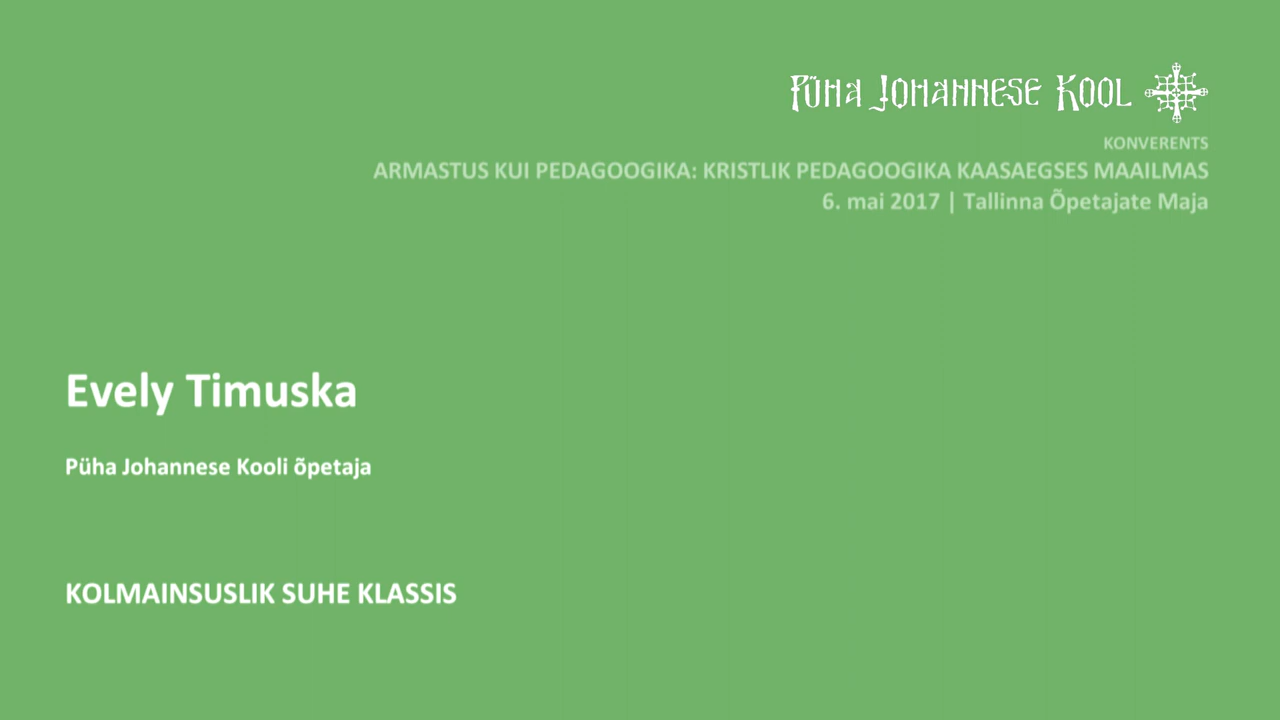 Püha Johannese Kool
KONVERENTS
ARMASTUS KUI PEDAGOOGIKA: KRISTLIK PEDAGOOGIKA KAASAEGSES MAAILMAS
6. mai 2017 | Tallinna Õpetajate Maja
Evely Timuska
Püha Johannese Kooli õpetaja
KOLMAINSUSLIK SUHE KLASSIS